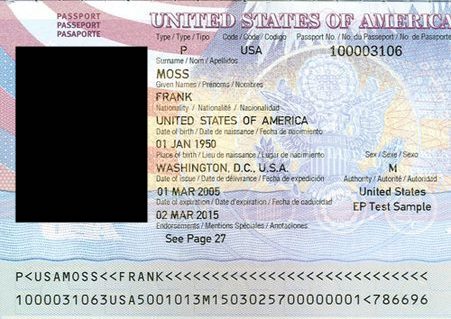 PASSPORT
PASSEPORT
PASAPORTE
UNITED STATES OF AMERICA
Type / Type / Tipo Code / Code / Codigo Passport No. / No. du Passeport / No. de Pasaporte
P USA 100003106
Surname / Nom / Apellidos
MOSS
Given Names / Prénoms / Nombres
FRANK
Nationality / Nationalité / Nacionalidad
UNITED STATES OF AMERICA
Date of birth / Date de naissance / Fecha de nacimiento
01 JAN 1950
Place of birth / Lieu de naissance / Lugar de nacimiento Sex / Sexe / Sexo
WASHINGTON, D.C., U.S.A. M
Date of issue / Date de délivrance / Fecha de expedición Authority / Autorité / Autoridad
01 MAR 2005 United States
Date of expiration / Date d'expiration / Fecha de caducidad EP Test Sample
02 MAR 2015
Endorsements / Mentions Spéciales / Anotaciones
See Page 27
P<USAMOSS<<FRANK<<<<<<<<<<<<<<<<<<<<<<<<<<<<
1000031063USA5001013M1503025700000001<786696